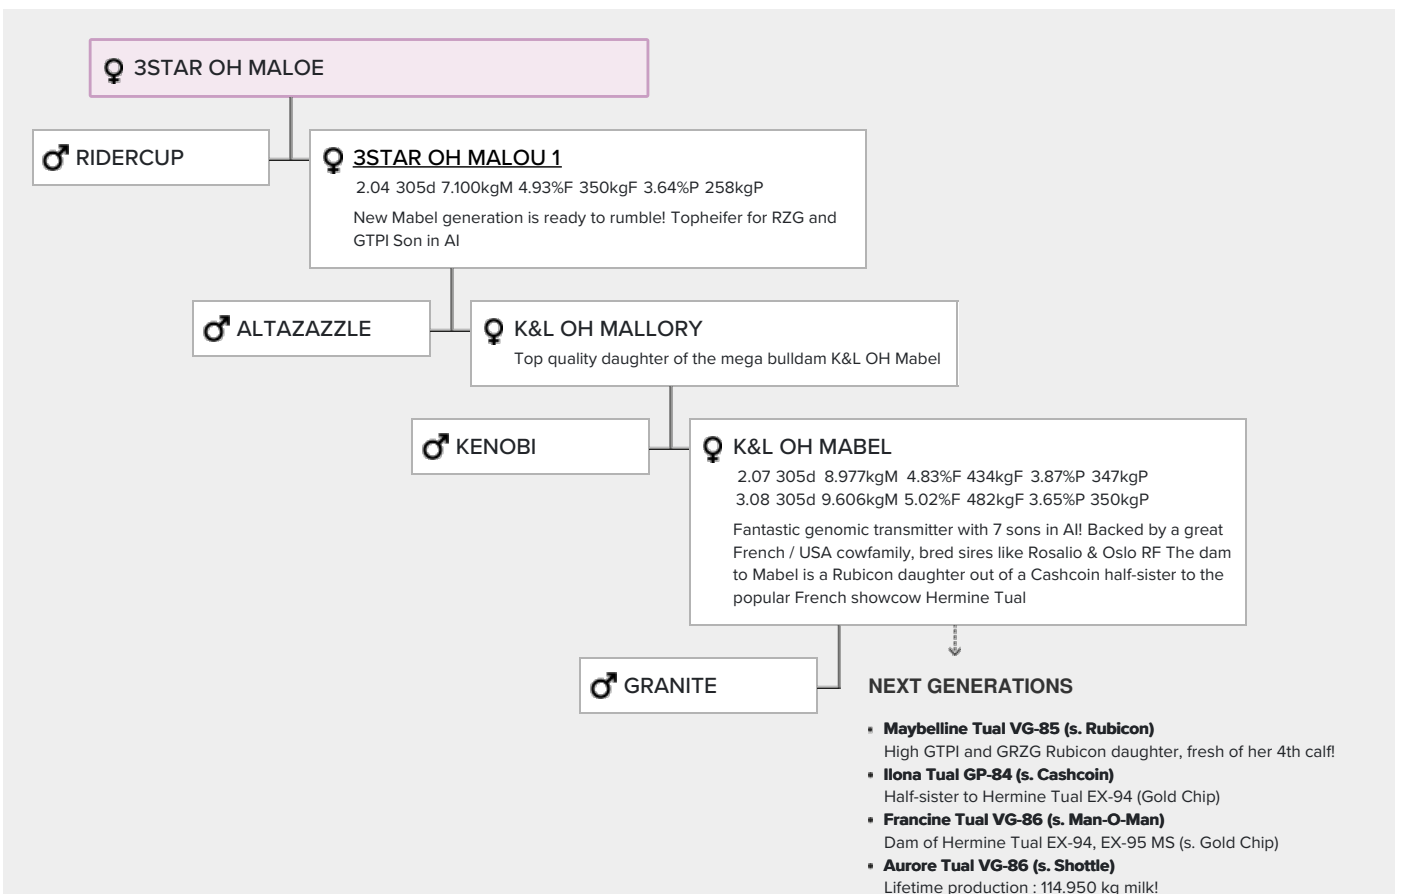 3STAR OH MALOE
RIDERCUP
3STAR OH MALOU 1
2.04 305d 7.100kgM 4.93%F 350kgF 3.64%P 258kgP
New Mabel generation is ready to rumble! Topheifer for RZG and
GTPI Son in AI
ALTAZAZZLE
K&L OH MALLORY
Top quality daughter of the mega bulldam K&L OH Mabel
KENOBI
K&L OH MABEL
2.07 305d 8.977kgM 4.83%F 434kgF 3.87%P 347kgP
3.08 305d 9.606kgM 5.02%F 482kgF 3.65%P 350kgP
Fantastic genomic transmitter with 7 sons in AI! Backed by a great
French / USA cowfamily, bred sires like Rosalio & Oslo RF The dam
to Mabel is a Rubicon daughter out of a Cashcoin half-sister to the
popular French showcow Hermine Tual
GRANITE
NEXT GENERATIONS
Maybelline Tual VG-85 (s. Rubicon)
High GTPI and GRZG Rubicon daughter, fresh of her 4th calf!
Ilona Tual GP-84 (s. Cashcoin)
Half-sister to Hermine Tual EX-94 (Gold Chip)
Francine Tual VG-86 (s. Man-O-Man)
Dam of Hermine Tual EX-94, EX-95 MS (s. Gold Chip)
Aurore Tual VG-86 (s. Shottle)
Lifetime production : 114.950 kg milk!